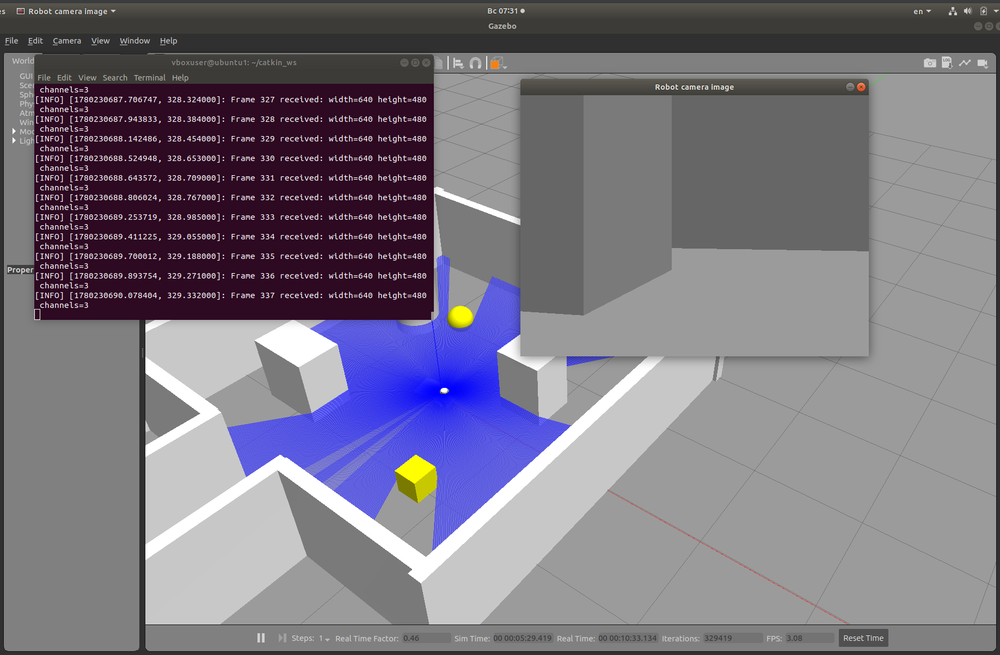 es Robot camera image Вс 07:31 en
Gazebo
File Edit Camera View Window Help
World
GUI
Scen
Sph
Phy
Atm
Win
Mod
Ligh
Proper
vboxuser@ubuntu1: ~/catkin_ws
File Edit View Search Terminal Help
channels=3
[INFO] [1780230687.706747, 328.324000]: Frame 327 received: width=640 height=480
channels=3
[INFO] [1780230687.943833, 328.384000]: Frame 328 received: width=640 height=480
channels=3
[INFO] [1780230688.142486, 328.454000]: Frame 329 received: width=640 height=480
channels=3
[INFO] [1780230688.524948, 328.653000]: Frame 330 received: width=640 height=480
channels=3
[INFO] [1780230688.643572, 328.709000]: Frame 331 received: width=640 height=480
channels=3
[INFO] [1780230688.806024, 328.767000]: Frame 332 received: width=640 height=480
channels=3
[INFO] [1780230689.253719, 328.985000]: Frame 333 received: width=640 height=480
channels=3
[INFO] [1780230689.411225, 329.055000]: Frame 334 received: width=640 height=480
channels=3
[INFO] [1780230689.700012, 329.188000]: Frame 335 received: width=640 height=480
channels=3
[INFO] [1780230689.893754, 329.271000]: Frame 336 received: width=640 height=480
channels=3
[INFO] [1780230690.078404, 329.332000]: Frame 337 received: width=640 height=480
channels=3
LOG
Robot camera image
Steps: 1 Real Time Factor: 0.46 Sim Time: 00 00:05:29.419 Real Time: 00 00:10:33.134 Iterations: 329419 FPS: 3.08 Reset Time